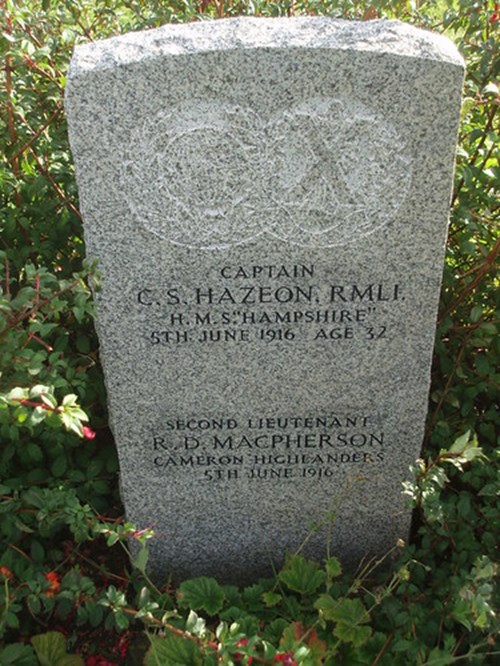 CAPTAIN
C.S. HAZEON. RMLI.
H.M.S."HAMPSHIRE"
5TH JUNE 1916 AGE 32
SECOND LIEUTENANT
R. D. MACPHERSON
CAMERON HIGHLANDERS
5TH JUNE 1916